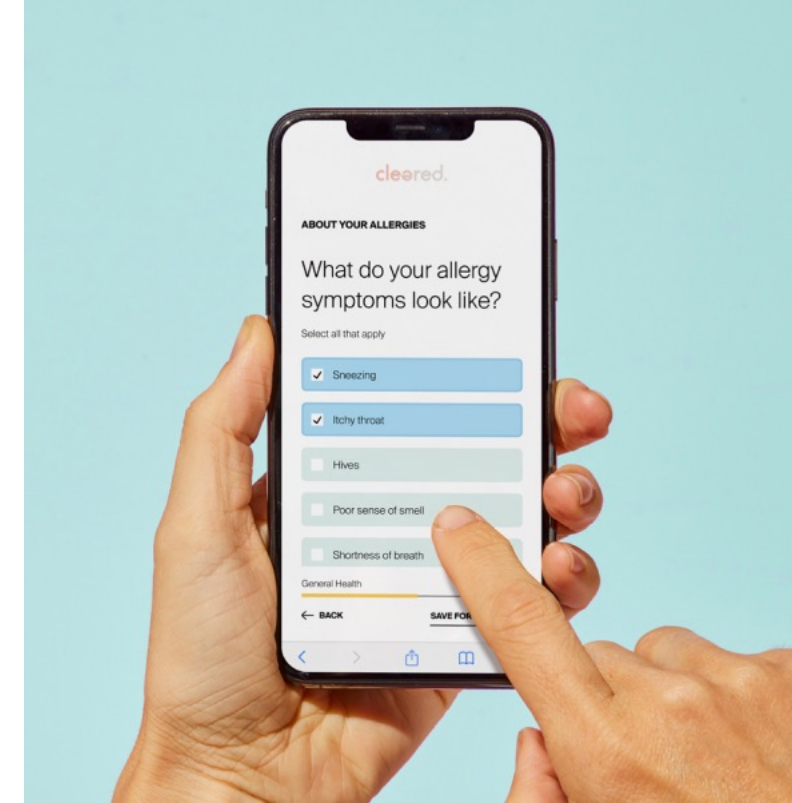 cleared.
ABOUT YOUR ALLERGIES
What do your allergy
symptoms look like?
Select all that apply
Sneezing
Itchy throat
Hives
Poor sense of smell
Shortness of breath
General Health
← BACK
SAVE